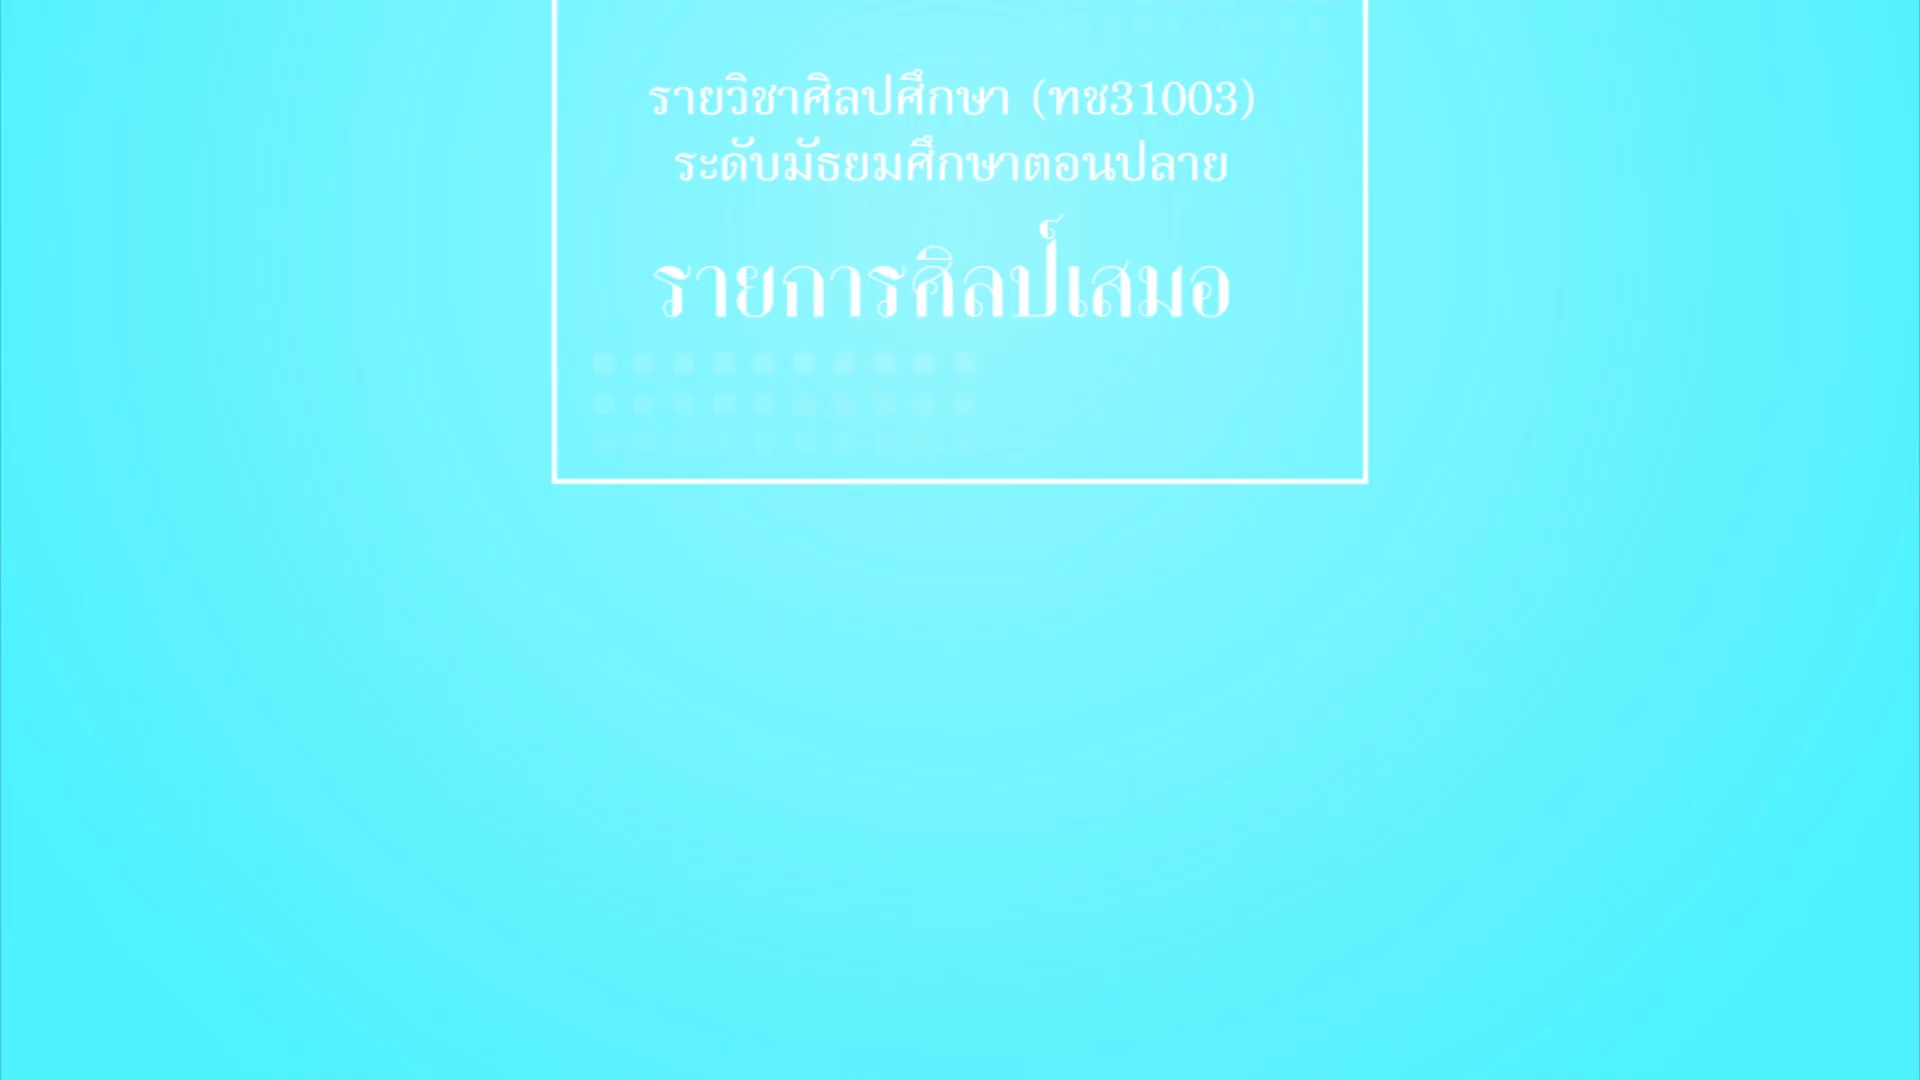 รายวิชาศิลปศึกษา (ทช31003)
ระดับมัธยมศึกษาตอนปลาย
รายการศิลป์เสมอ